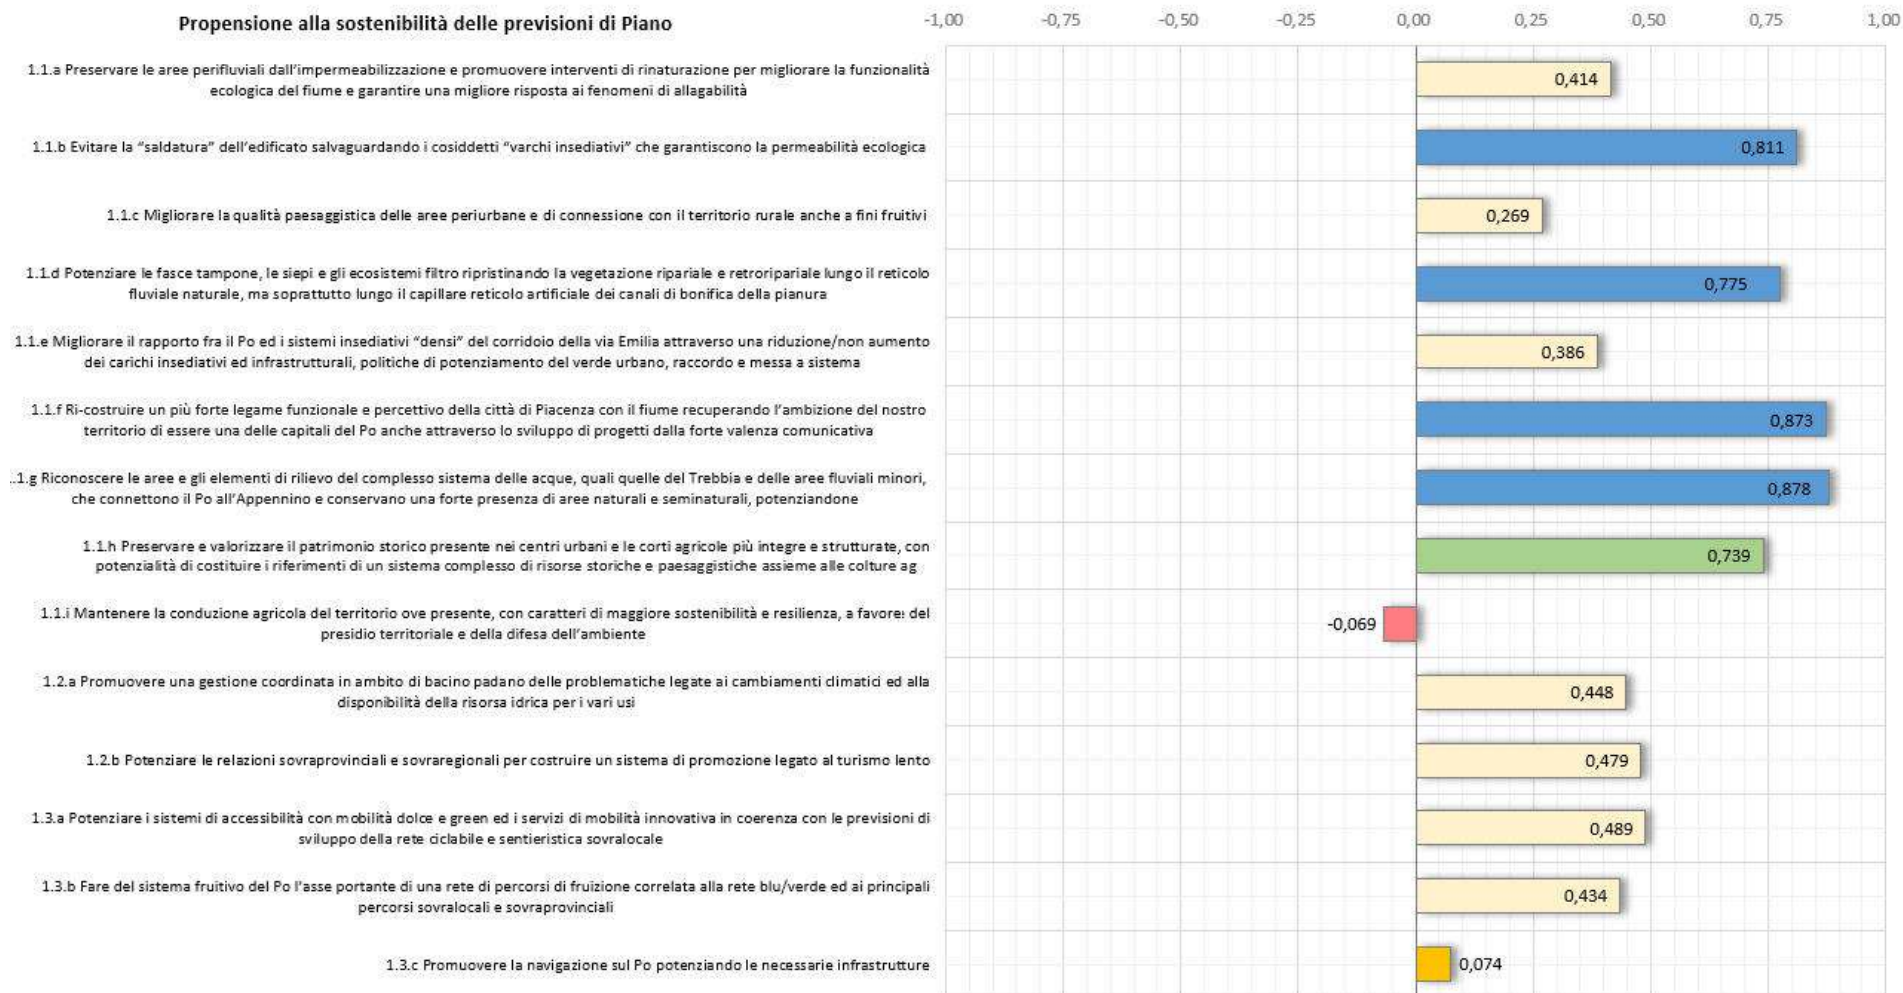 Propensione alla sostenibilità delle previsioni di Piano
-1,00 -0,75 -0,50 -0,25 0,00 0,25 0,50 0,75 1,00
1.1.a Preservare le aree perifluviali dall'impermeabilizzazione e promuovere interventi di rinaturazione per migliorare la funzionalità
ecologica del fiume e garantire una migliore risposta ai fenomeni di allagabilità
0,414
1.1.b Evitare la "saldatura" dell'edificato salvaguardando i cosiddetti "varchi insediativi" che garantiscono la permeabilità ecologica
0,811
1.1.c Migliorare la qualità paesaggistica delle aree periurbane e di connessione con il territorio rurale anche a fini fruitivi
0,269
1.1.d Potenziare le fasce tampone, le siepi e gli ecosistemi filtro ripristinando la vegetazione ripariale e retroripariale lungo il reticolo
fluviale naturale, ma soprattutto lungo il capillare reticolo artificiale dei canali di bonifica della pianura
0,775
1.1.e Migliorare il rapporto fra il Po ed i sistemi insediativi "densi" del corridoio della via Emilia attraverso una riduzione/non aumento
dei carichi insediativi ed infrastrutturali, politiche di potenziamento del verde urbano, raccordo e messa a sistema
0,386
1.1.f Ri-costruire un più forte legame funzionale e percettivo della città di Piacenza con il fiume recuperando l'ambizione del nostro
territorio di essere una delle capitali del Po anche attraverso lo sviluppo di progetti dalla forte valenza comunicativa
0,873
..1.g Riconoscere le aree e gli elementi di rilievo del complesso sistema delle acque, quali quelle del Trebbia e delle aree fluviali minori,
che connettono il Po all'Appennino e conservano una forte presenza di aree naturali e seminaturali, potenziandone
0,878
1.1.h Preservare e valorizzare il patrimonio storico presente nei centri urbani e le corti agricole più integre e strutturate, con
potenzialità di costituire i riferimenti di un sistema complesso di risorse storiche e paesaggistiche assieme alle colture ag
0,739
1.1.i Mantenere la conduzione agricola del territorio ove presente, con caratteri di maggiore sostenibilità e resilienza, a favore: del
presidio territoriale e della difesa dell'ambiente
-0,069
1.2.a Promuovere una gestione coordinata in ambito di bacino padano delle problematiche legate ai cambiamenti climatici ed alla
disponibilità della risorsa idrica per i vari usi
0,448
1.2.b Potenziare le relazioni sovraprovinciali e sovraregionali per costruire un sistema di promozione legato al turismo lento
0,479
1.3.a Potenziare i sistemi di accessibilità con mobilità dolce e green ed i servizi di mobilità innovativa in coerenza con le previsioni di
sviluppo della rete ciclabile e sentieristica sovralocale
0,489
1.3.b Fare del sistema fruitivo del Po l'asse portante di una rete di percorsi di fruizione correlata alla rete blu/verde ed ai principali
percorsi sovralocali e sovraprovinciali
0,434
1.3.c Promuovere la navigazione sul Po potenziando le necessarie infrastrutture
0,074